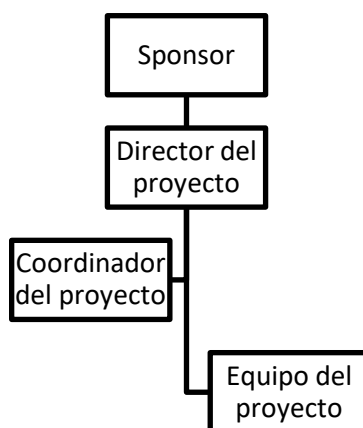 Sponsor
Director del
proyecto
Coordinador
del proyecto
Equipo del
proyecto